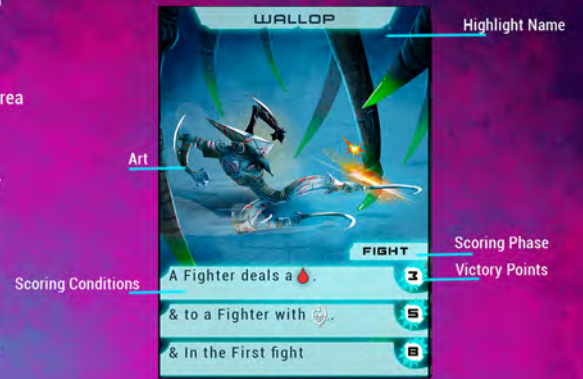 WALLOP
Highlight Name
rea
Art
FIGHT
Scoring Phase
A Fighter deals a .
3
Victory Points
Scoring Conditions
& to a Fighter with .
5
& In the First fight
8